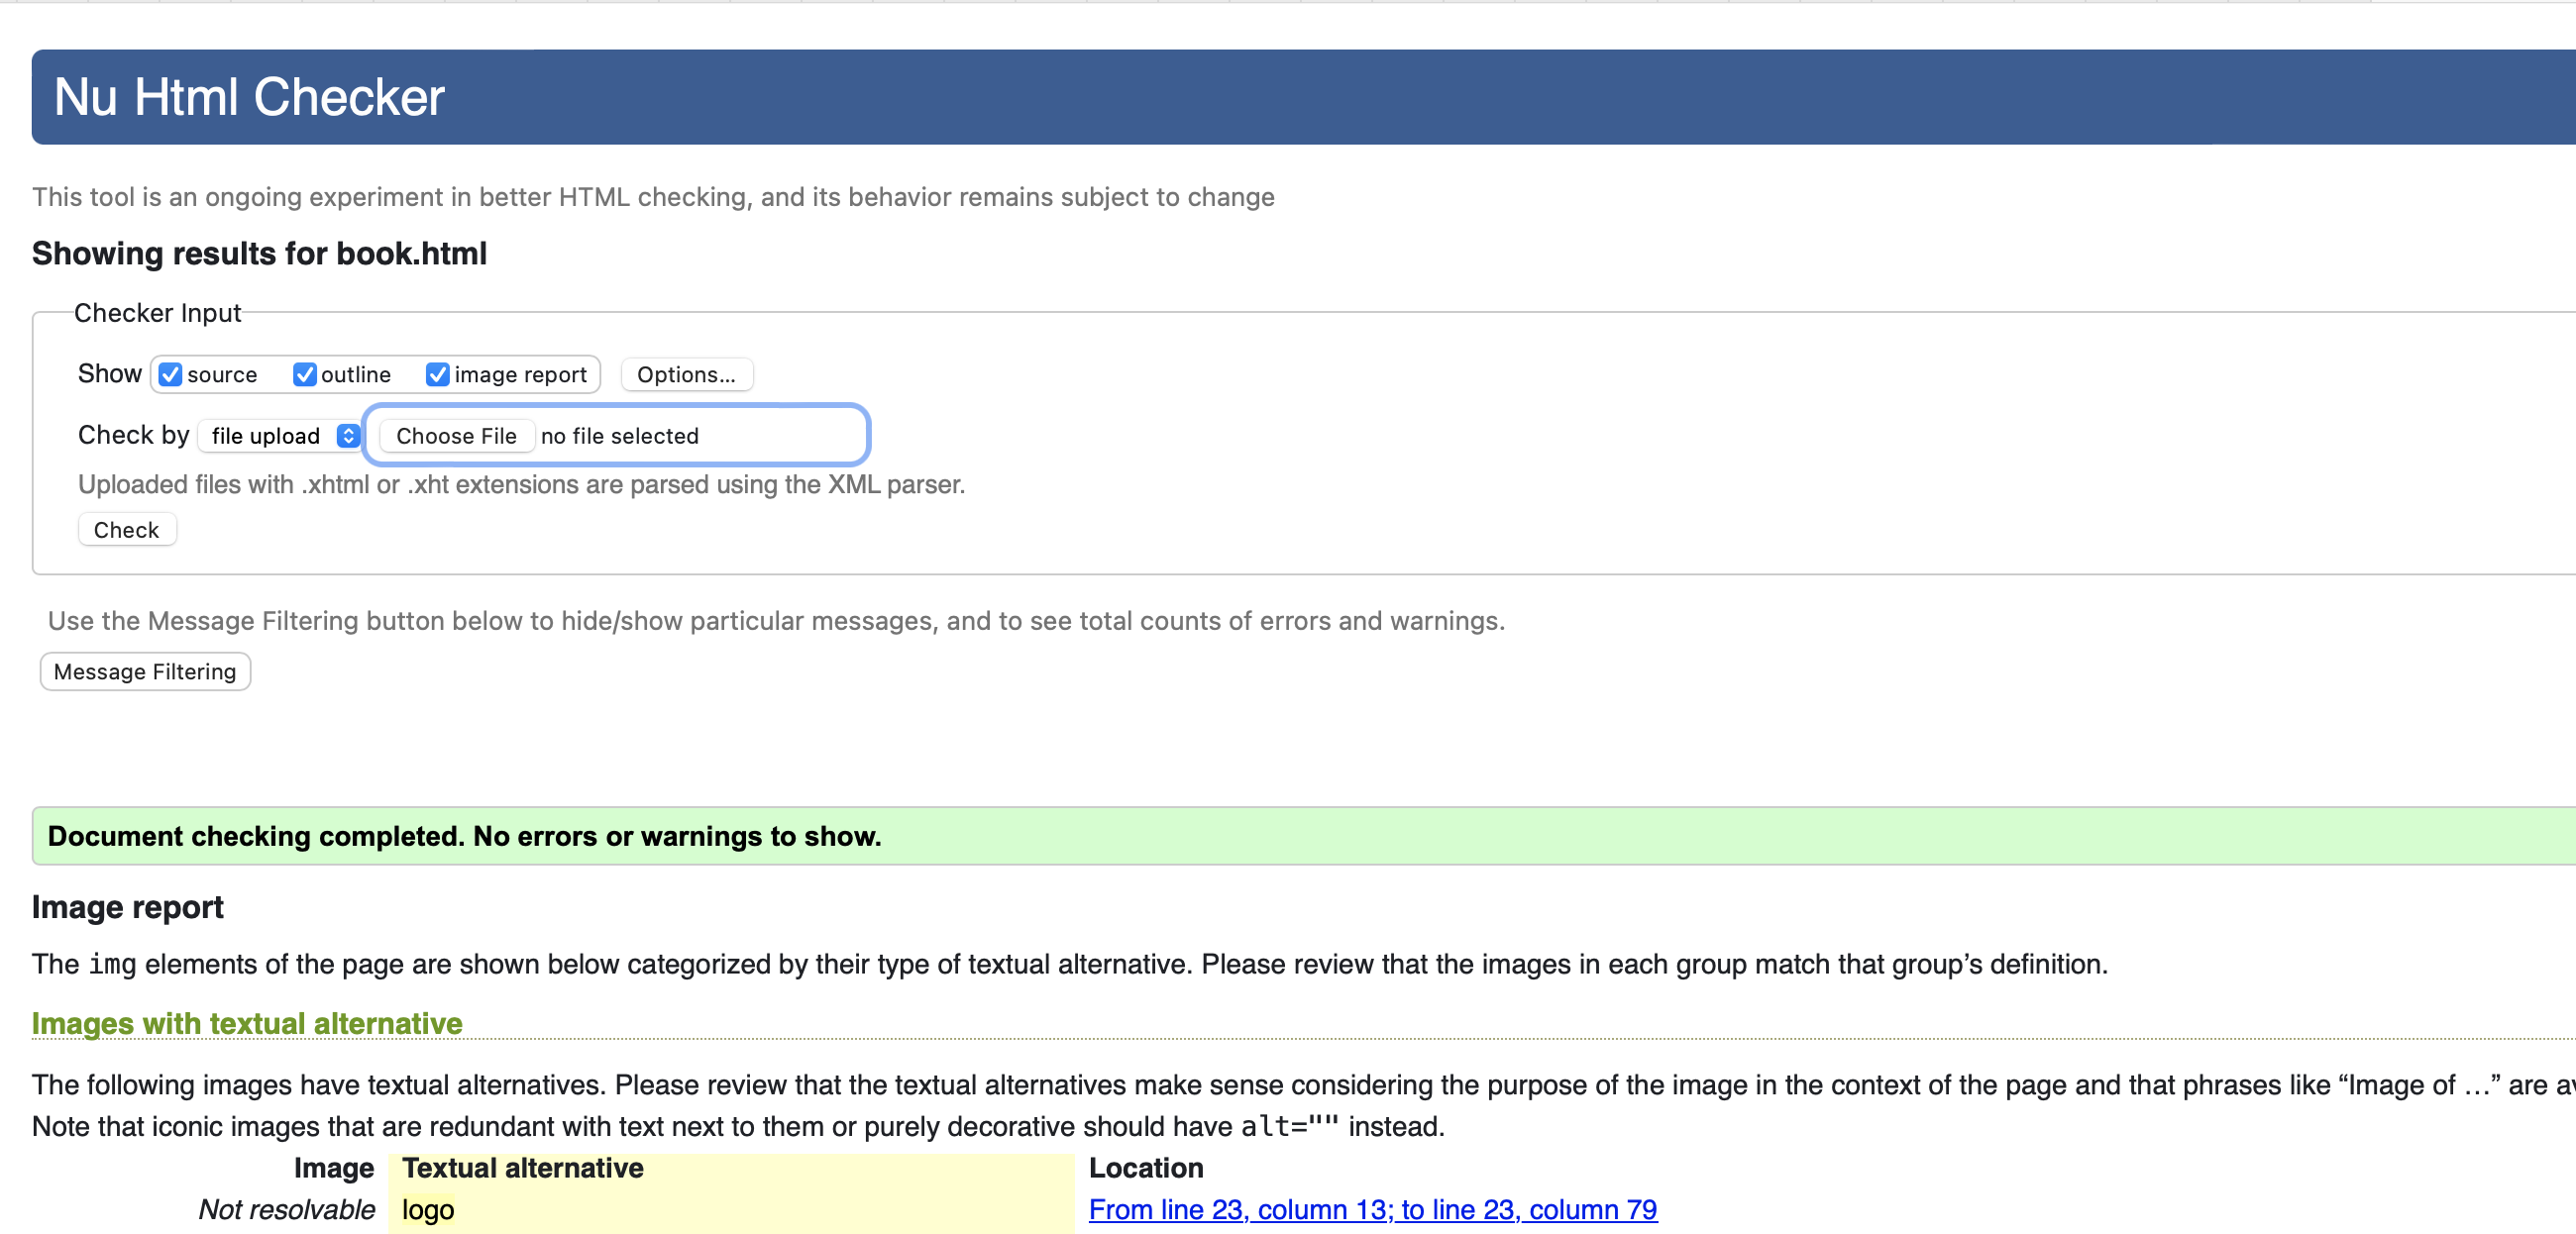 Nu Html Checker
This tool is an ongoing experiment in better HTML checking, and its behavior remains subject to change
Showing results for book.html
Checker Input
Show source outline image report Options...
Check by file upload Choose File no file selected
Uploaded files with .xhtml or .xht extensions are parsed using the XML parser.
Check
Use the Message Filtering button below to hide/show particular messages, and to see total counts of errors and warnings.
Message Filtering
Document checking completed. No errors or warnings to show.
Image report
The img elements of the page are shown below categorized by their type of textual alternative. Please review that the images in each group match that group’s definition.
Images with textual alternative
The following images have textual alternatives. Please review that the textual alternatives make sense considering the purpose of the image in the context of the page and that phrases like “Image of …” are
Note that iconic images that are redundant with text next to them or purely decorative should have alt="" instead.
Image Textual alternative Location
Not resolvable logo From line 23, column 13; to line 23, column 79